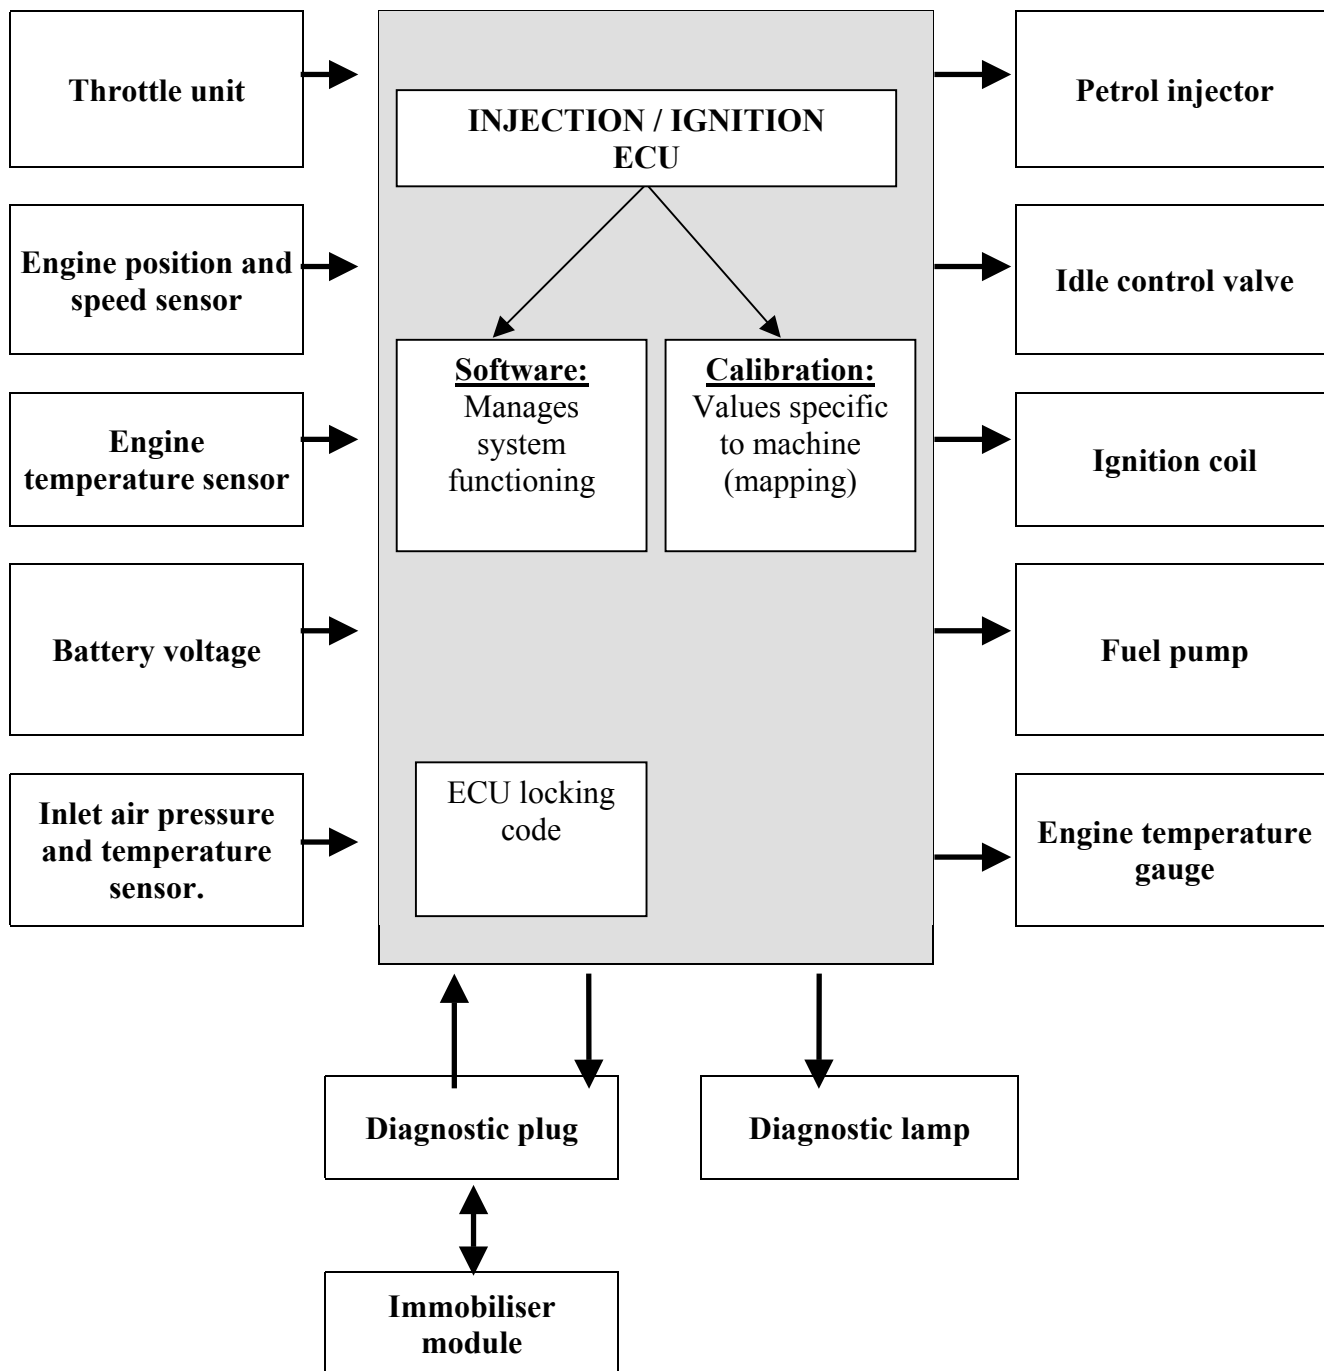 Throttle unit
INJECTION / IGNITION
ECU
Petrol injector
Engine position and
speed sensor
Idle control valve
Engine
temperature sensor
Software:
Manages
system
functioning
Calibration:
Values specific
to machine
(mapping)
Ignition coil
Battery voltage
Fuel pump
Inlet air pressure
and temperature
sensor.
ECU locking
code
Engine temperature
gauge
Diagnostic plug
Diagnostic lamp
Immobiliser
module